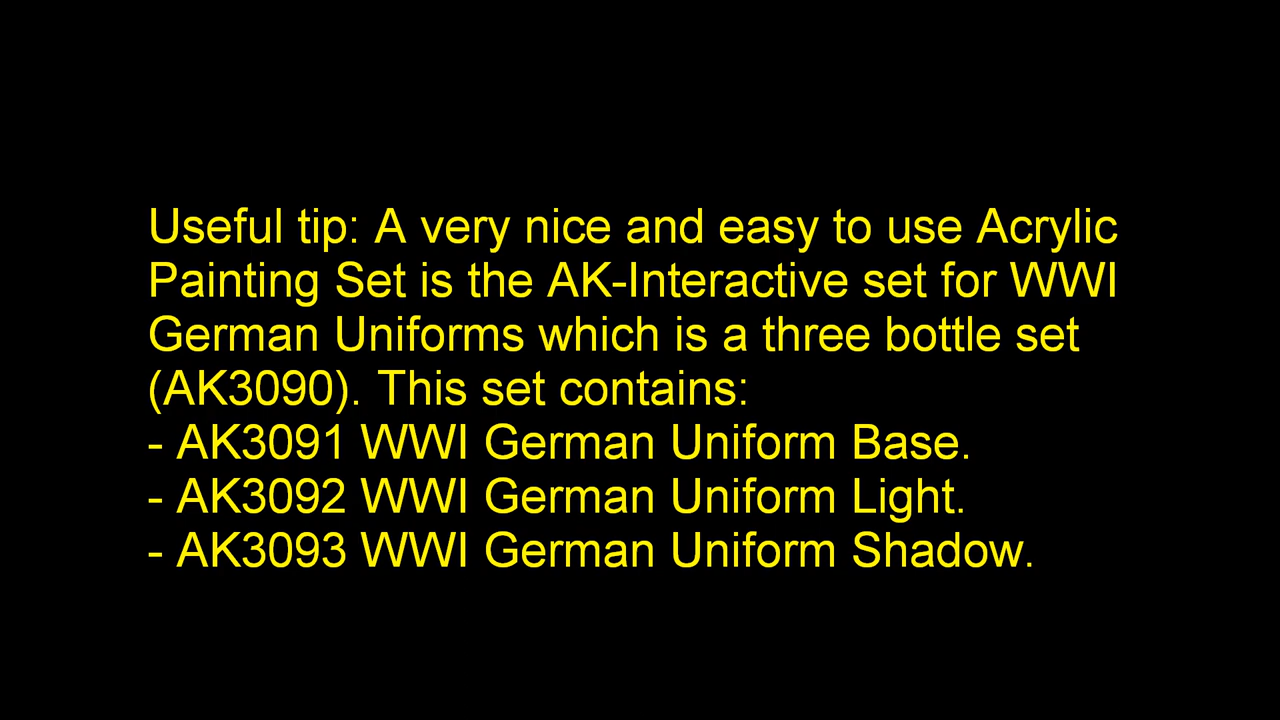 Useful tip: A very nice and easy to use Acrylic
Painting Set is the AK-Interactive set for WWI
German Uniforms which is a three bottle set
(AK3090). This set contains:
- AK3091 WWI German Uniform Base.
- AK3092 WWI German Uniform Light.
- AK3093 WWI German Uniform Shadow.